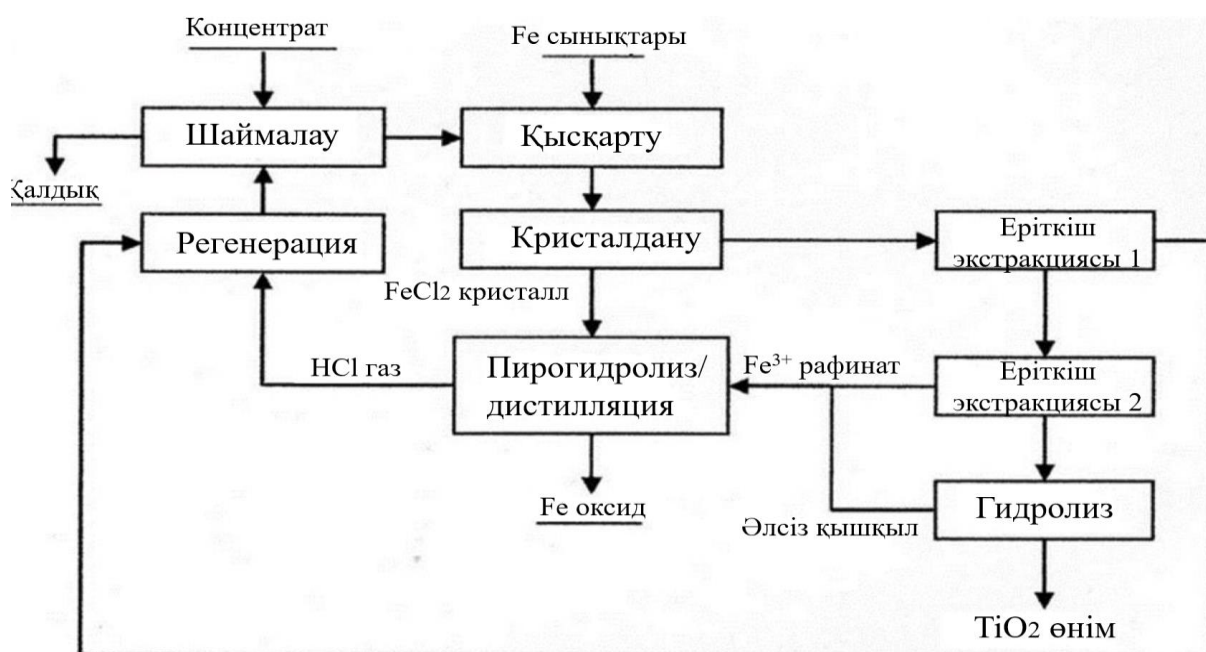 Концентрат
Fe сынықтары
Шаймалау
Қысқарту
Қалдық
Регенерация
Кристалдану
Еріткіш
экстракциясы 1
FeCl2 кристалл
HCl газ
Пирогидролиз/
дистилляция
Fe3+ рафинат
Еріткіш
экстракциясы 2
Fe оксид
Әлсіз қышқыл
Гидролиз
TiO2 өнім